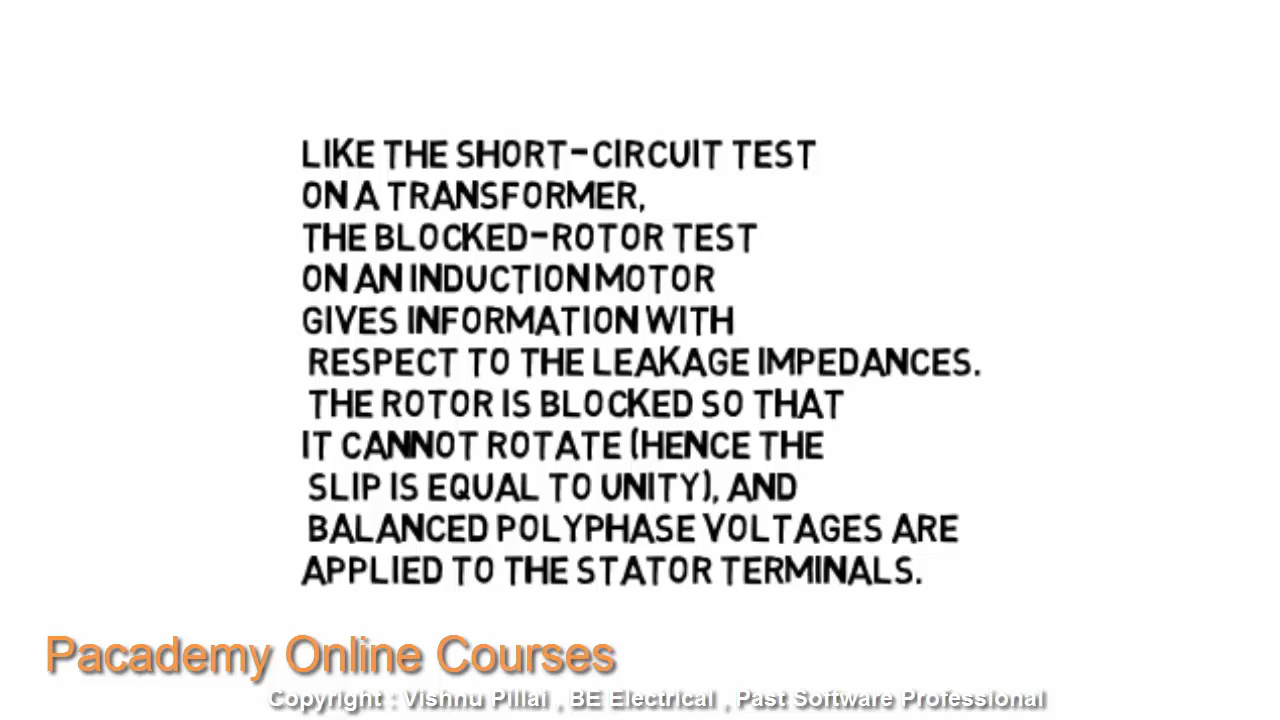 LIKE THE SHORT-CIRCUIT TEST
ON A TRANSFORMER,
THE BLOCKED-ROTOR TEST
ON AN INDUCTION MOTOR
GIVES INFORMATION WITH
RESPECT TO THE LEAKAGE IMPEDANCES.
THE ROTOR IS BLOCKED SO THAT
IT CANNOT ROTATE (HENCE THE
SLIP IS EQUAL TO UNITY), AND
BALANCED POLYPHASE VOLTAGES ARE
APPLIED TO THE STATOR TERMINALS.
Pacademy Online Courses
Copyright : Vishnu Pillai , BE Electrical , Past Software Professional